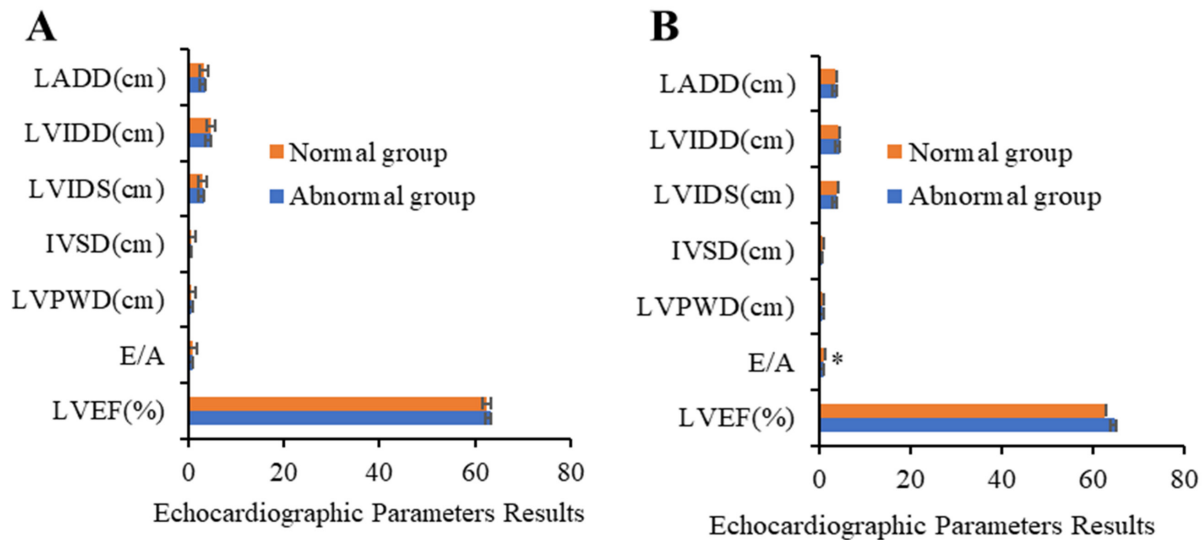 A
LADD(cm)
LVIDD(cm)
LVIDS(cm)
IVSD(cm)
LVPWD(cm)
E/A
LVEF(%)
Normal group
Abnormal group
0 20 40 60 80
Echocardiographic Parameters Results
B
LADD(cm)
LVIDD(cm)
LVIDS(cm)
IVSD(cm)
LVPWD(cm)
E/A *
LVEF(%)
Normal group
Abnormal group
0 20 40 60 80
Echocardiographic Parameters Results